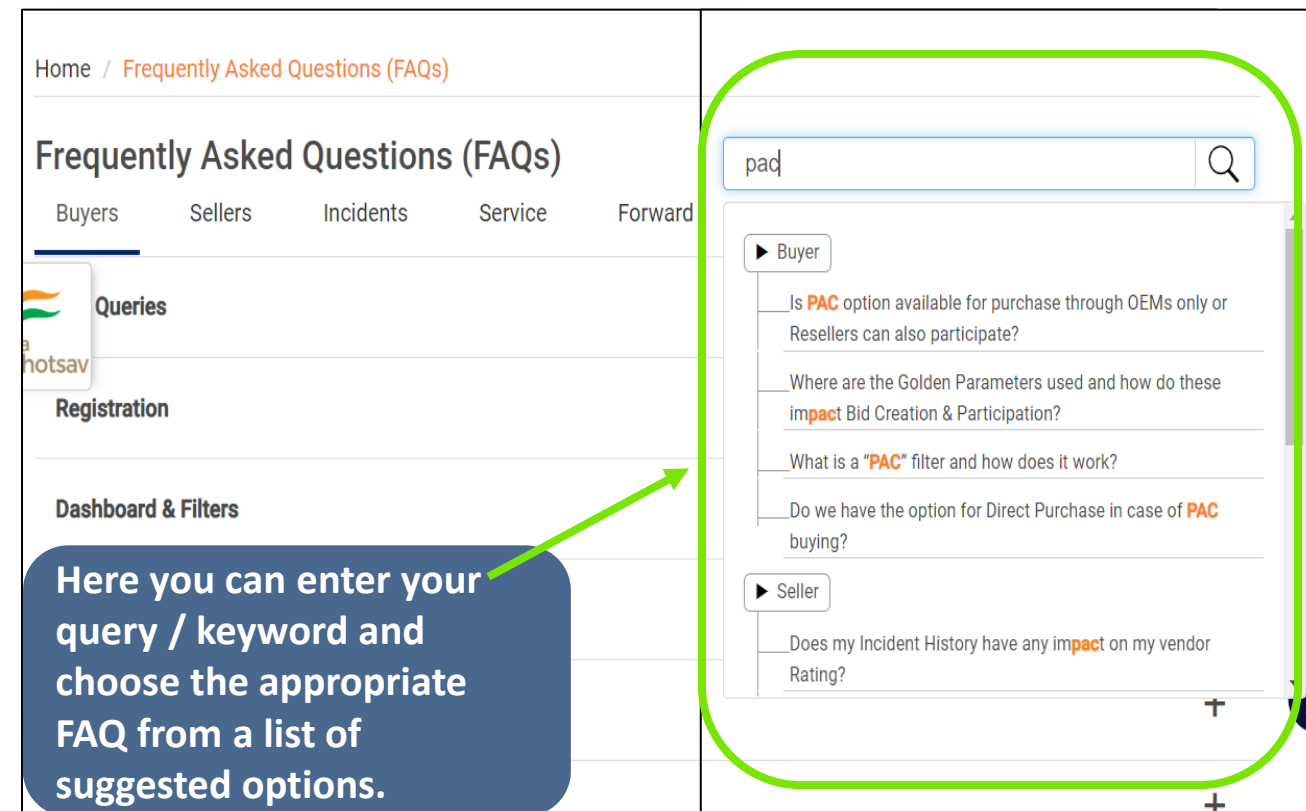 Home / Frequently Asked Questions (FAQs)
Frequently Asked Questions (FAQs)
Buyers Sellers Incidents Service Forward
Queries
hotsav
Registration
Dashboard & Filters
Here you can enter your
query / keyword and
choose the appropriate
FAQ from a list of
suggested options.
pac
Buyer
Is PAC option available for purchase through OEMs only or
Resellers can also participate?
Where are the Golden Parameters used and how do these
impact Bid Creation & Participation?
What is a “PAC” filter and how does it work?
Do we have the option for Direct Purchase in case of PAC
buying?
Seller
Does my Incident History have any impact on my vendor
Rating?